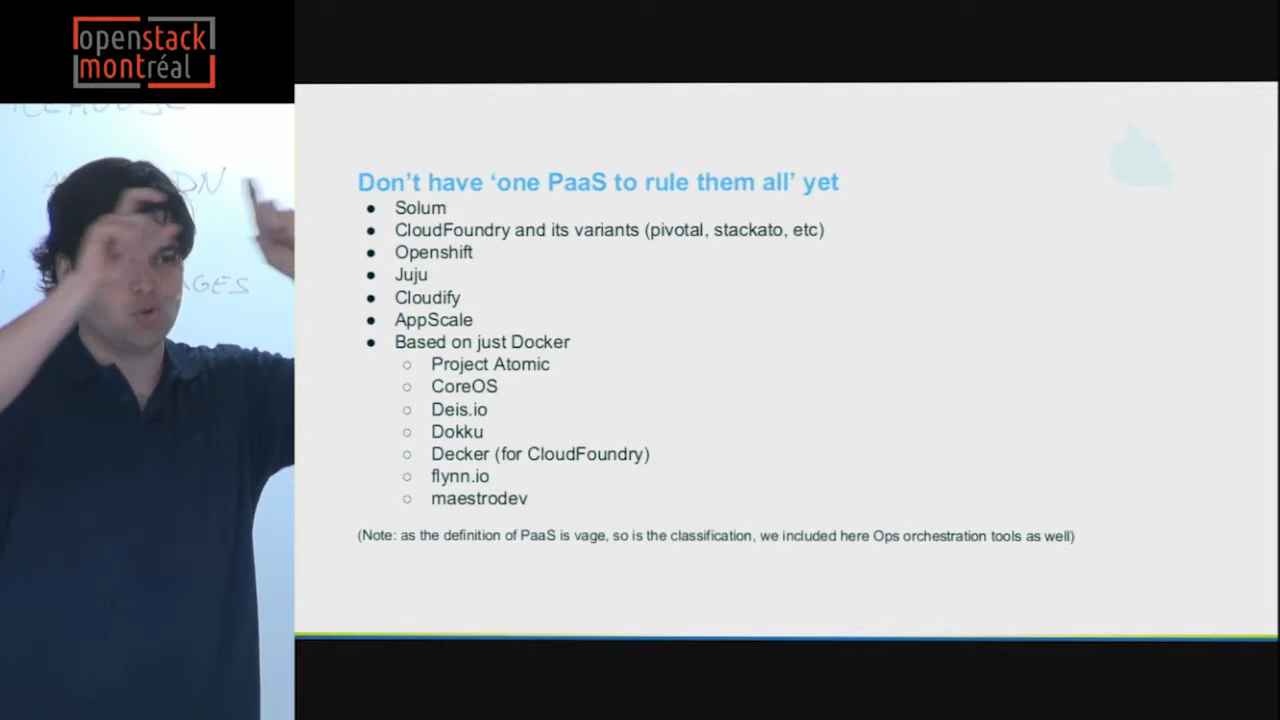 openstack
montréal
Don't have ‘one PaaS to rule them all’ yet
● Solum
● CloudFoundry and its variants (pivotal, stackato, etc)
● Openshift
● Juju
● Cloudify
● AppScale
● Based on just Docker
○ Project Atomic
○ CoreOS
○ Deis.io
○ Dokku
○ Decker (for CloudFoundry)
○ flynn.io
○ maestrodev
(Note: as the definition of PaaS is vage, so is the classification, we included here Ops orchestration tools as well)